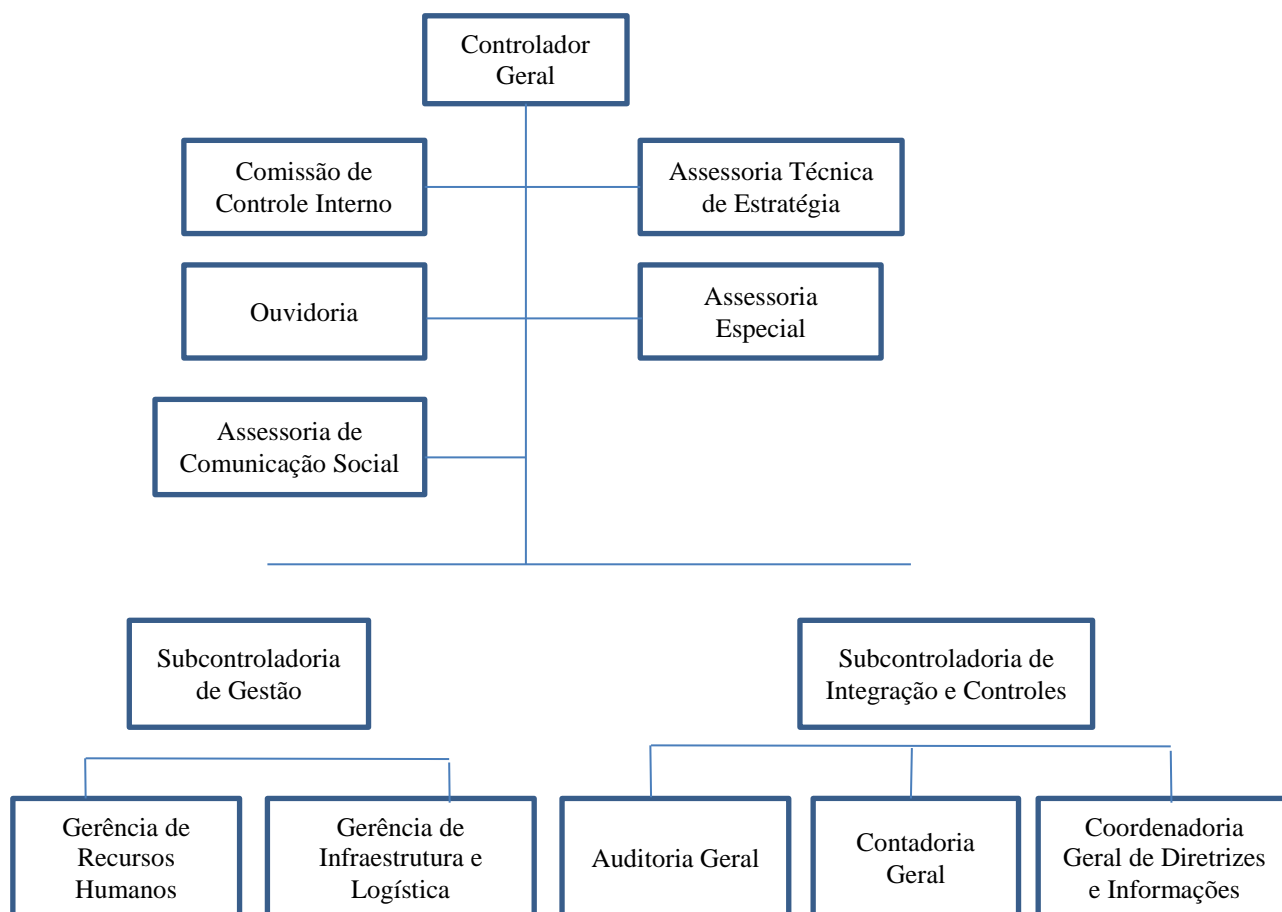 Controlador
Geral
Comissão de
Controle Interno
Assessoria Técnica
de Estratégia
Ouvidoria
Assessoria
Especial
Assessoria de
Comunicação Social
Subcontroladoria
de Gestão
Subcontroladoria de
Integração e Controles
Gerência de
Recursos
Humanos
Gerência de
Infraestrutura e
Logística
Auditoria Geral
Contadoria
Geral
Coordenadoria
Geral de Diretrizes
e Informações